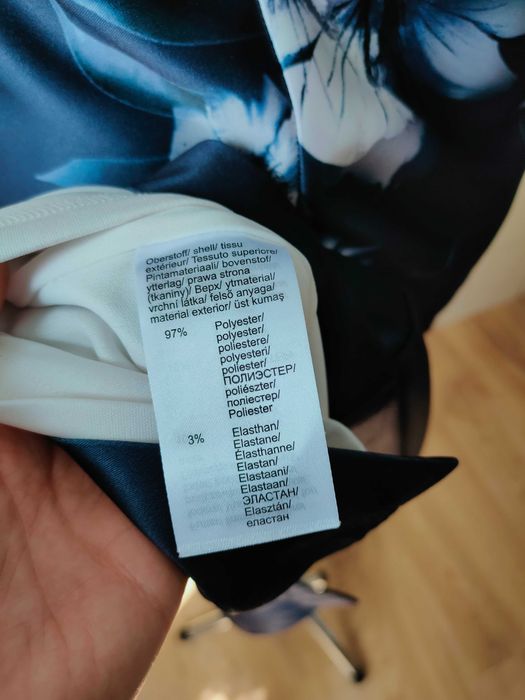 Oberstoff/ shell/ tissu
extérieur/ Tessuto superiore/
Pintamateriaali/ bovenstof/
yttertag/ prawa strona
(tkaniny)/ Верх/ ytmaterial/
vrchní látka/ felső anyaga/
material exterior/ üst kumaş
97% Polyester/
polyester/
poliestere/
polyesteri/
poliester/
ПОЛИЭСТЕР/
poliészter/
поліестер/
Poliester
3% Elasthan/
Elastane/
Élasthanne/
Elastan/
Elastaani/
Elastaan/
ЭЛАСТАН/
Elasztán/
еластан